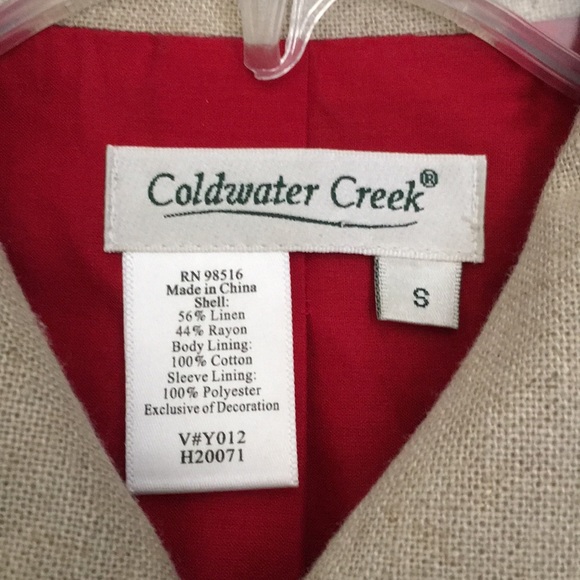 Coldwater Creek®
S
RN 98516
Made in China
Shell:
56% Linen
44% Rayon
Body Lining:
100% Cotton
Sleeve Lining:
100% Polyester
Exclusive of Decoration
V#Y012
H20071